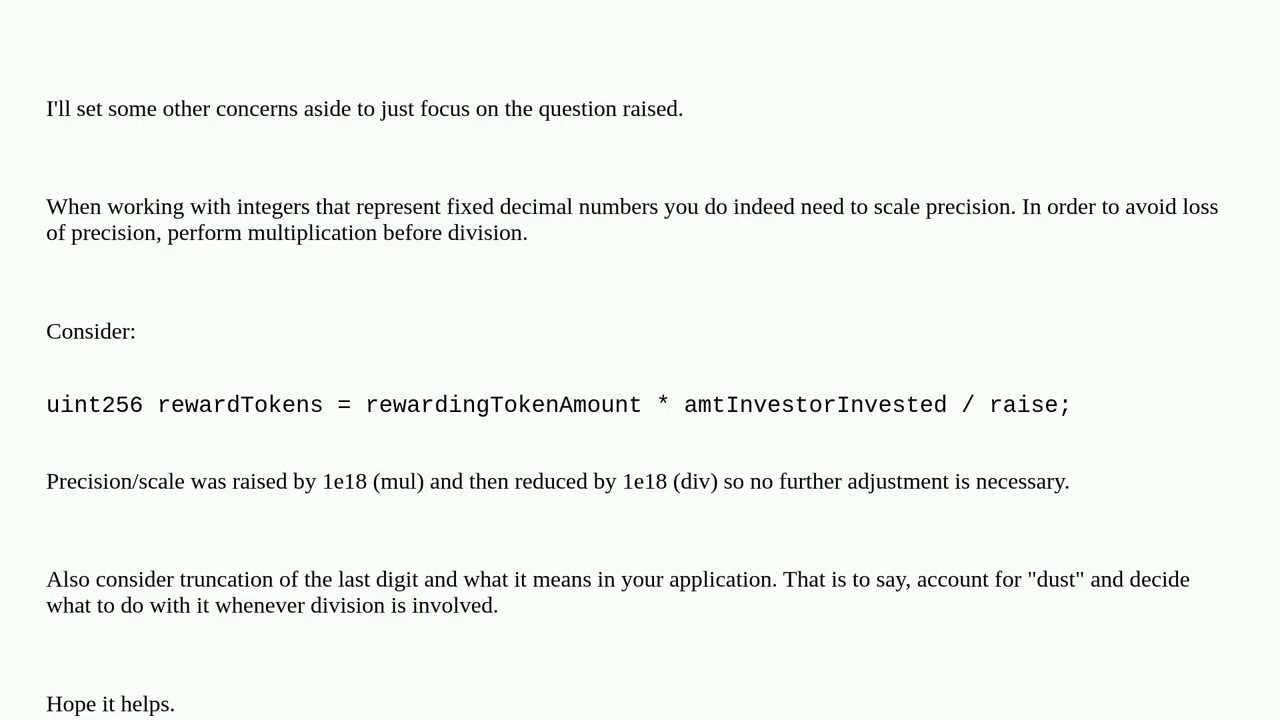 I'll set some other concerns aside to just focus on the question raised.
When working with integers that represent fixed decimal numbers you do indeed need to scale precision. In order to avoid loss
of precision, perform multiplication before division.
Consider:
uint256 rewardTokens = rewardingTokenAmount * amtInvestorInvested / raise;
Precision/scale was raised by 1e18 (mul) and then reduced by 1e18 (div) so no further adjustment is necessary.
Also consider truncation of the last digit and what it means in your application. That is to say, account for "dust" and decide
what to do with it whenever division is involved.
Hope it helps.